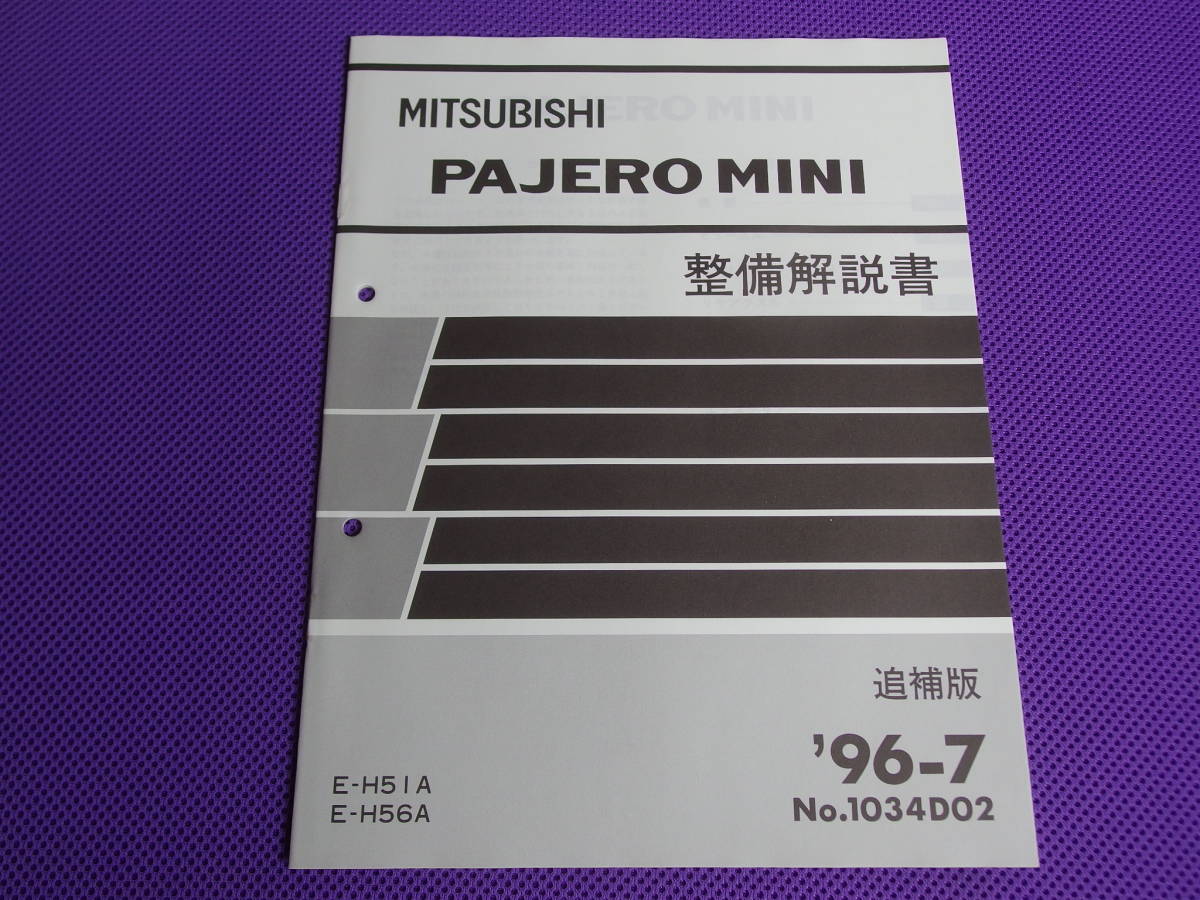 MITSUBISHI
PAJERO MINI
整備解説書
追補版
'96-7
No.1034D02
E-H51A
E-H56A